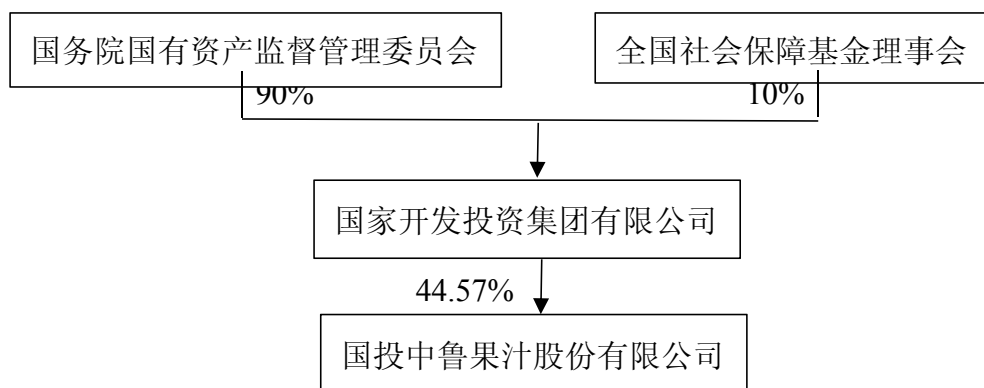 国务院国有资产监督管理委员会
全国社会保障基金理事会
90%
10%
国家开发投资集团有限公司
44.57%
国投中鲁果汁股份有限公司